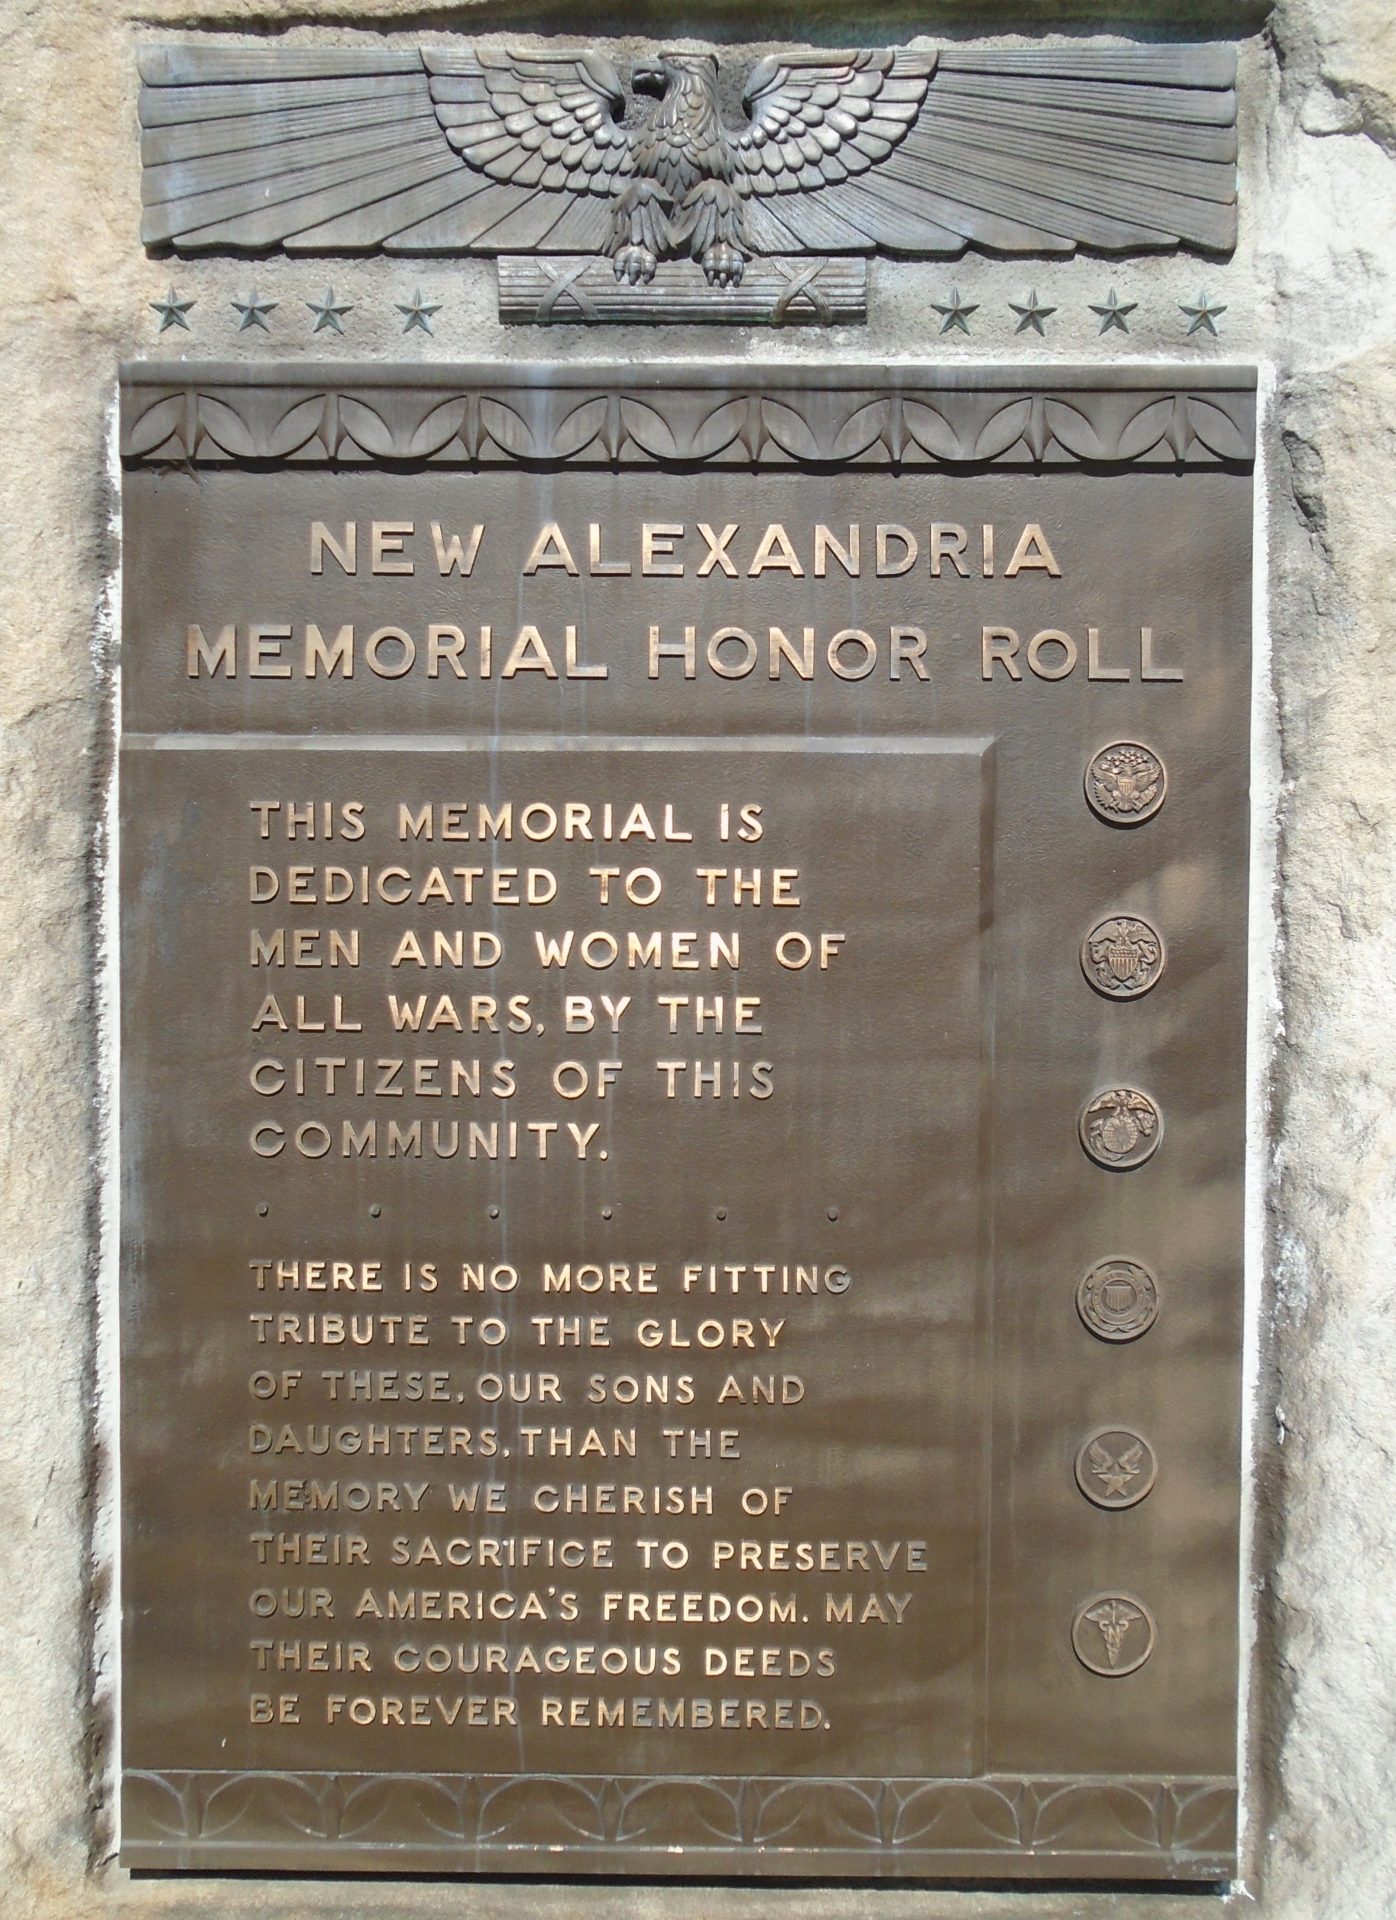 NEW ALEXANDRIA
MEMORIAL HONOR ROLL
THIS MEMORIAL IS
DEDICATED TO THE
MEN AND WOMEN OF
ALL WARS, BY THE
CITIZENS OF THIS
COMMUNITY.
THERE IS NO MORE FITTING
TRIBUTE TO THE GLORY
OF THESE, OUR SONS AND
DAUGHTERS, THAN THE
MEMORY WE CHERISH OF
THEIR SACRIFICE TO PRESERVE
OUR AMERICA'S FREEDOM. MAY
THEIR COURAGEOUS DEEDS
BE FOREVER REMEMBERED.